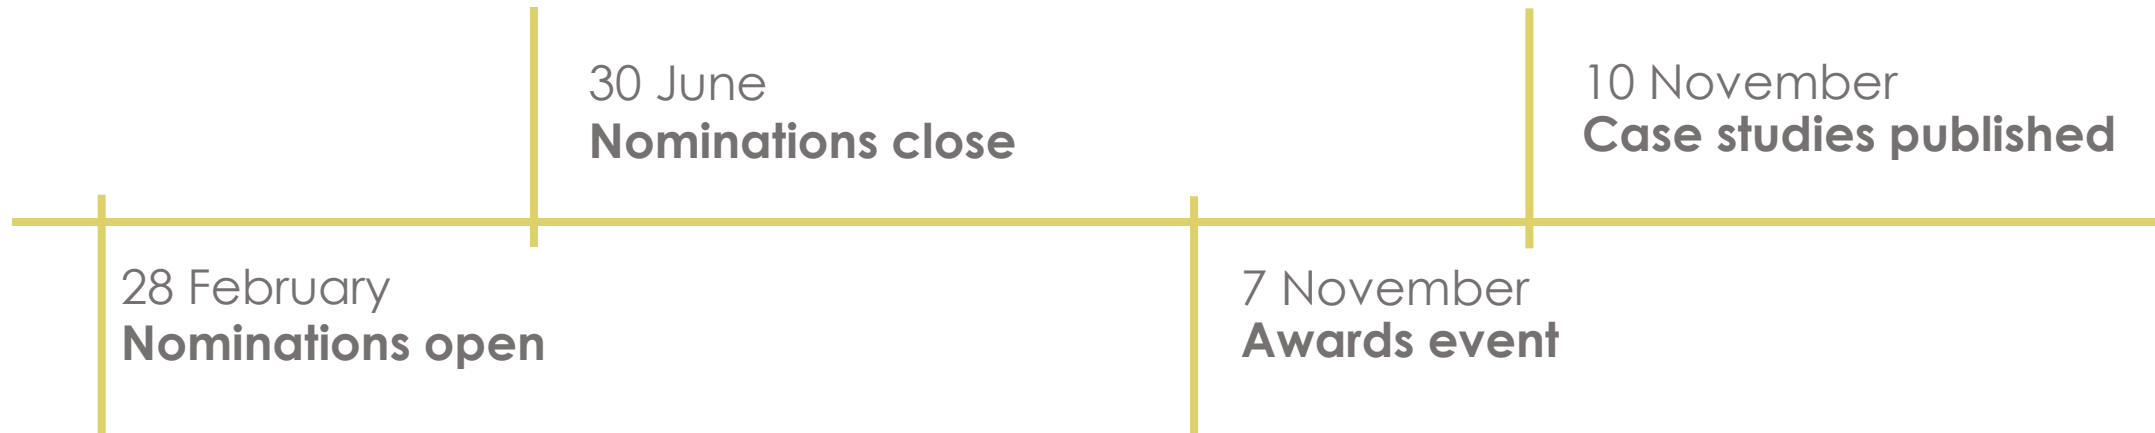 28 February
Nominations open
30 June
Nominations close
7 November
Awards event
10 November
Case studies published